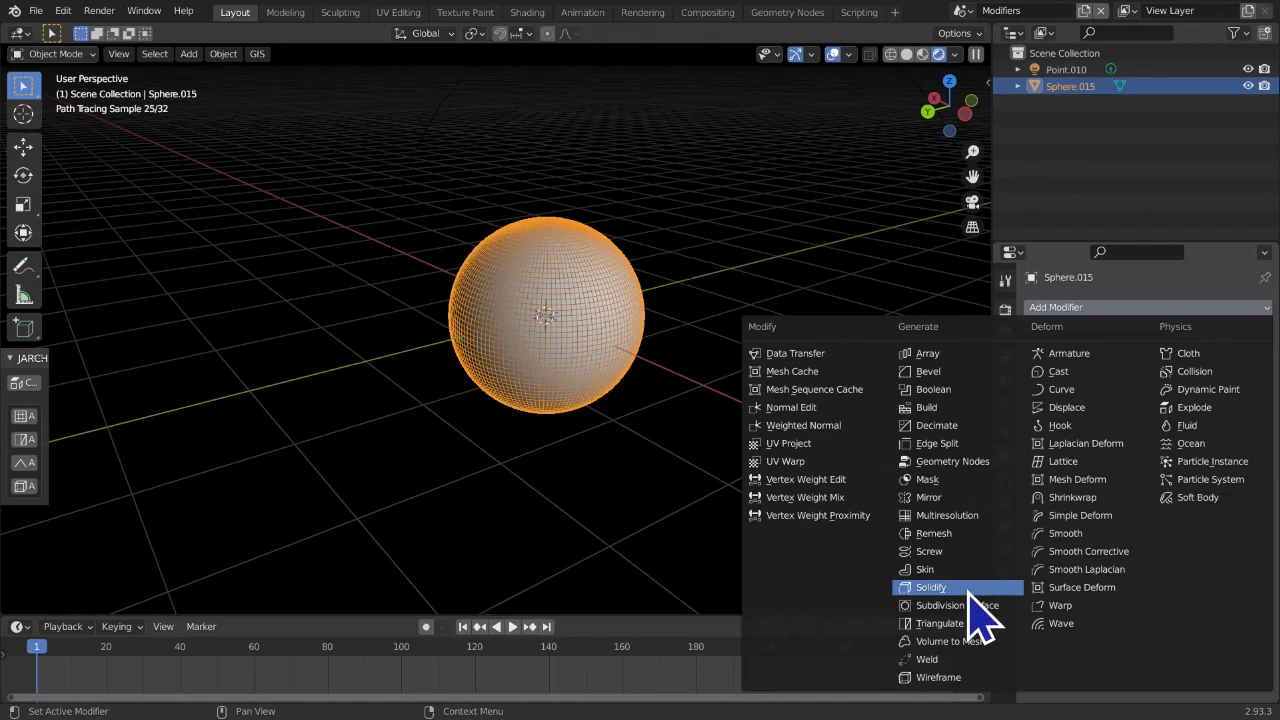 File Edit Render Window Help
Layout Modeling Sculpting UV Editing Texture Paint Shading Animation Rendering Compositing Geometry Nodes Scripting +
Modifiers
View Layer
Global
Options
Object Mode View Select Add Object GIS
User Perspective
(1) Scene Collection | Sphere.015
Path Tracing Sample 25/32
Z
X
Y
JARCH
C...
A
A
A
A
Scene Collection
Point.010
Sphere.015
Sphere.015
Add Modifier
Modify
Data Transfer
Mesh Cache
Mesh Sequence Cache
Normal Edit
Weighted Normal
UV Project
UV Warp
Vertex Weight Edit
Vertex Weight Mix
Vertex Weight Proximity
Generate
Array
Bevel
Boolean
Build
Decimate
Edge Split
Geometry Nodes
Mask
Mirror
Multiresolution
Remesh
Screw
Skin
Solidify
Subdivision face
Triangulate
Volume to Mesh
Weld
Wireframe
Deform
Armature
Cast
Curve
Displace
Hook
Laplacian Deform
Lattice
Mesh Deform
Shrinkwrap
Simple Deform
Smooth
Smooth Corrective
Smooth Laplacian
Surface Deform
Warp
Wave
Physics
Cloth
Collision
Dynamic Paint
Explode
Fluid
Ocean
Particle Instance
Particle System
Soft Body
Playback Keying View Marker
1 20 40 60 80 100 120 140 160 180
Set Active Modifier Pan View Context Menu 2.93.3